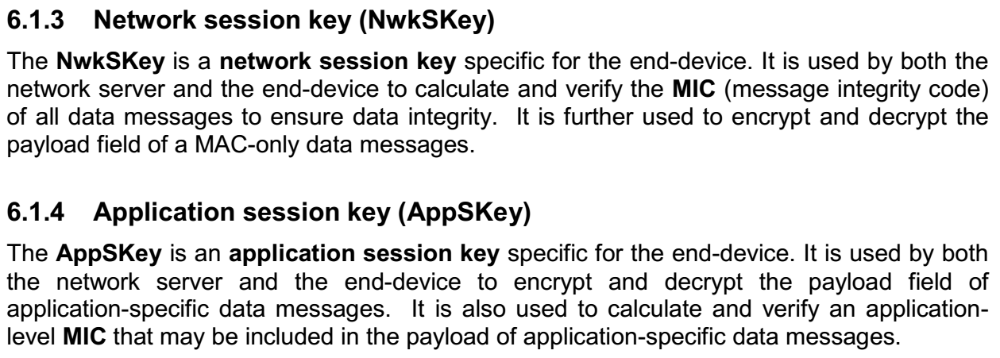 6.1.3 Network session key (NwkSKey)
The NwkSKey is a network session key specific for the end-device. It is used by both the
network server and the end-device to calculate and verify the MIC (message integrity code)
of all data messages to ensure data integrity. It is further used to encrypt and decrypt the
payload field of a MAC-only data messages.
6.1.4 Application session key (AppSKey)
The AppSKey is an application session key specific for the end-device. It is used by both
the network server and the end-device to encrypt and decrypt the payload field of
application-specific data messages. It is also used to calculate and verify an application-
level MIC that may be included in the payload of application-specific data messages.